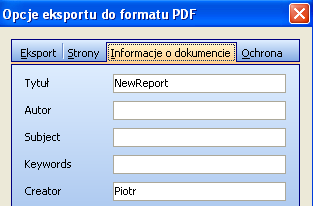 Opcje eksportu do formatu PDF
Eksport Strony Informacje o dokumencie Ochrona
Tytuł NewReport
Autor
Subject
Keywords
Creator Piotr